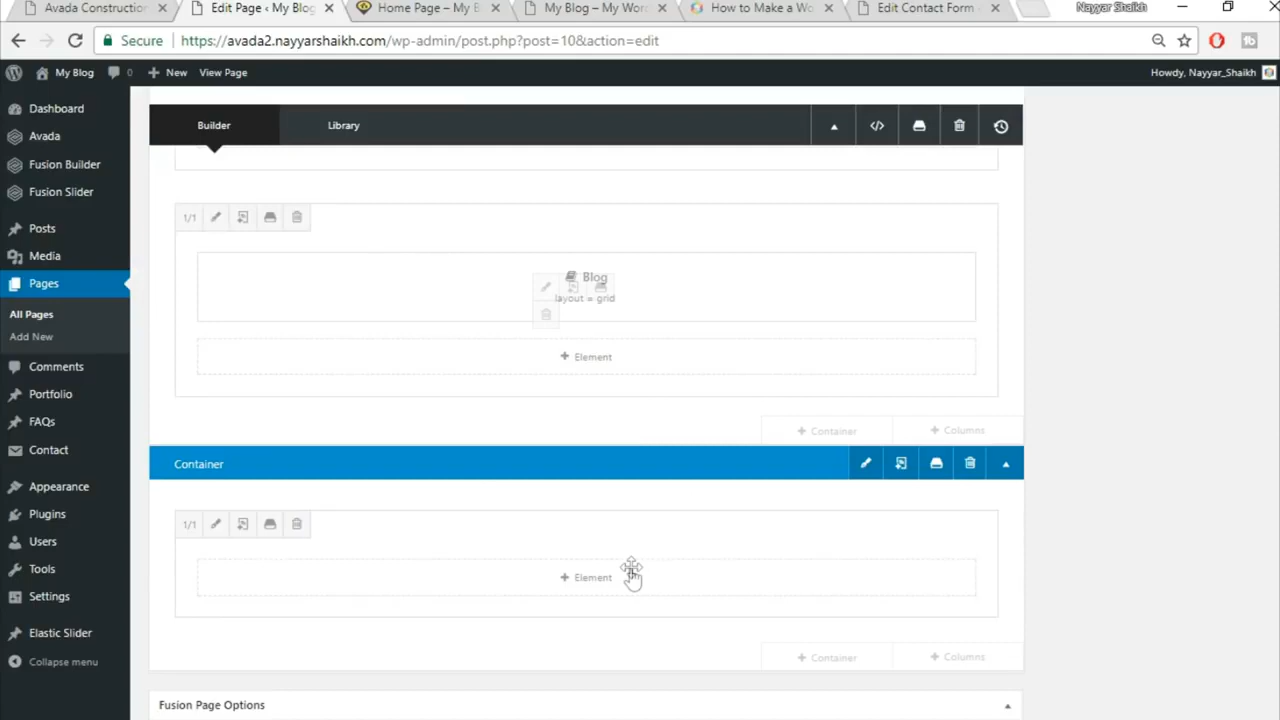 Avada Construction
Edit Page ‹ My Blog
Home Page – My B
My Blog – My Wor
How to Make a Wo
Edit Contact Form
Nayyar Shaikh
Secure
https://avada2.nayyarshaikh.com/wp-admin/post.php?post=10&action=edit
My Blog
0
New
View Page
Howdy, Nayyar_Shaikh
Dashboard
Avada
Fusion Builder
Fusion Slider
Posts
Media
Pages
All Pages
Add New
Comments
Portfolio
FAQs
Contact
Appearance
Plugins
Users
Tools
Settings
Elastic Slider
Collapse menu
Builder
Library
1/1
Blog
layout = grid
+ Element
+ Container
+ Columns
Container
1/1
+ Element
+ Container
+ Columns
Fusion Page Options